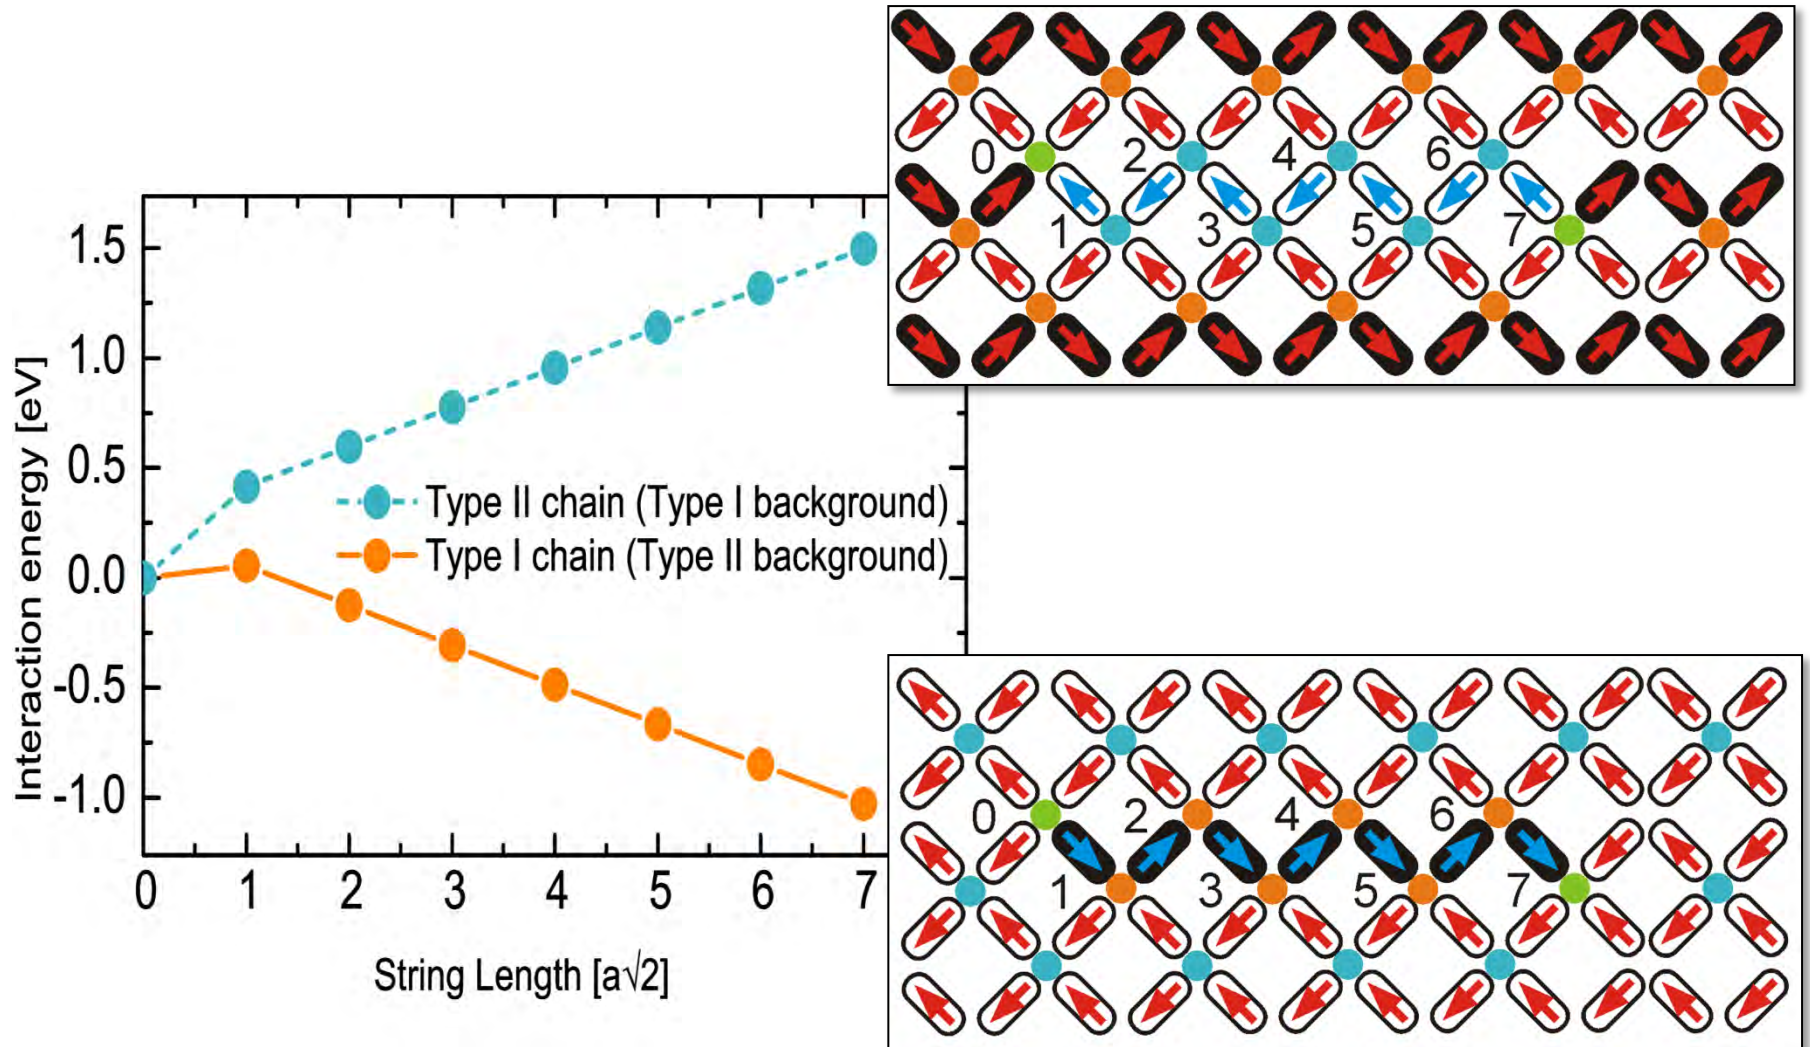 Interaction energy [eV]
1.5
1.0
0.5
0.0
-0.5
-1.0
0 1 2 3 4 5 6 7
String Length [a√2]
Type II chain (Type I background)
Type I chain (Type II background)
0 2 4 6
1 3 5 7
0 2 4 6
1 3 5 7